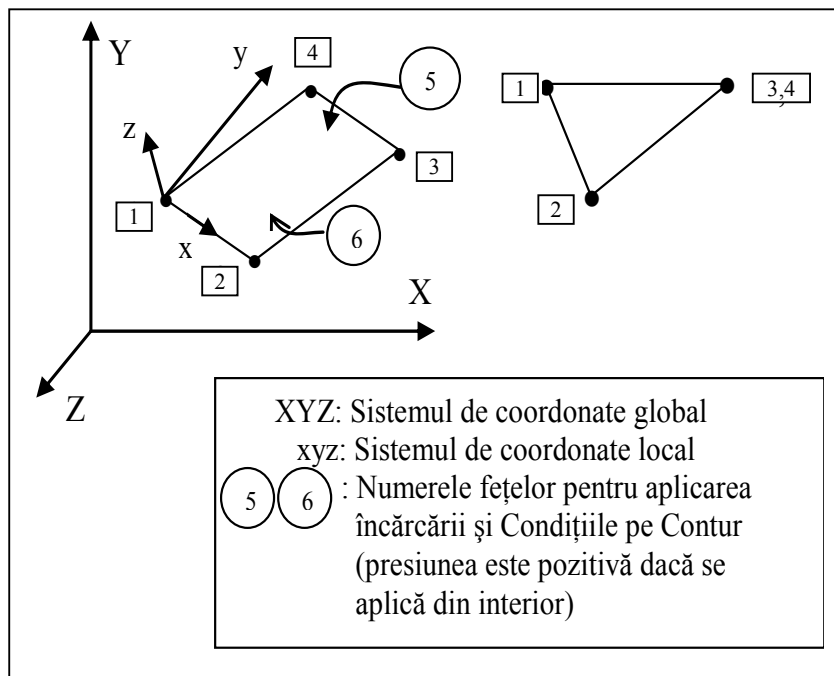 Y
y
4
5
z
3
1
x
2
6
X
Z
1
3,4
2
XYZ: Sistemul de coordonate global
xyz: Sistemul de coordonate local
5 6 : Numerele fețelor pentru aplicarea
încărcării şi Condițiile pe Contur
(presiunea este pozitivă dacă se
aplică din interior)